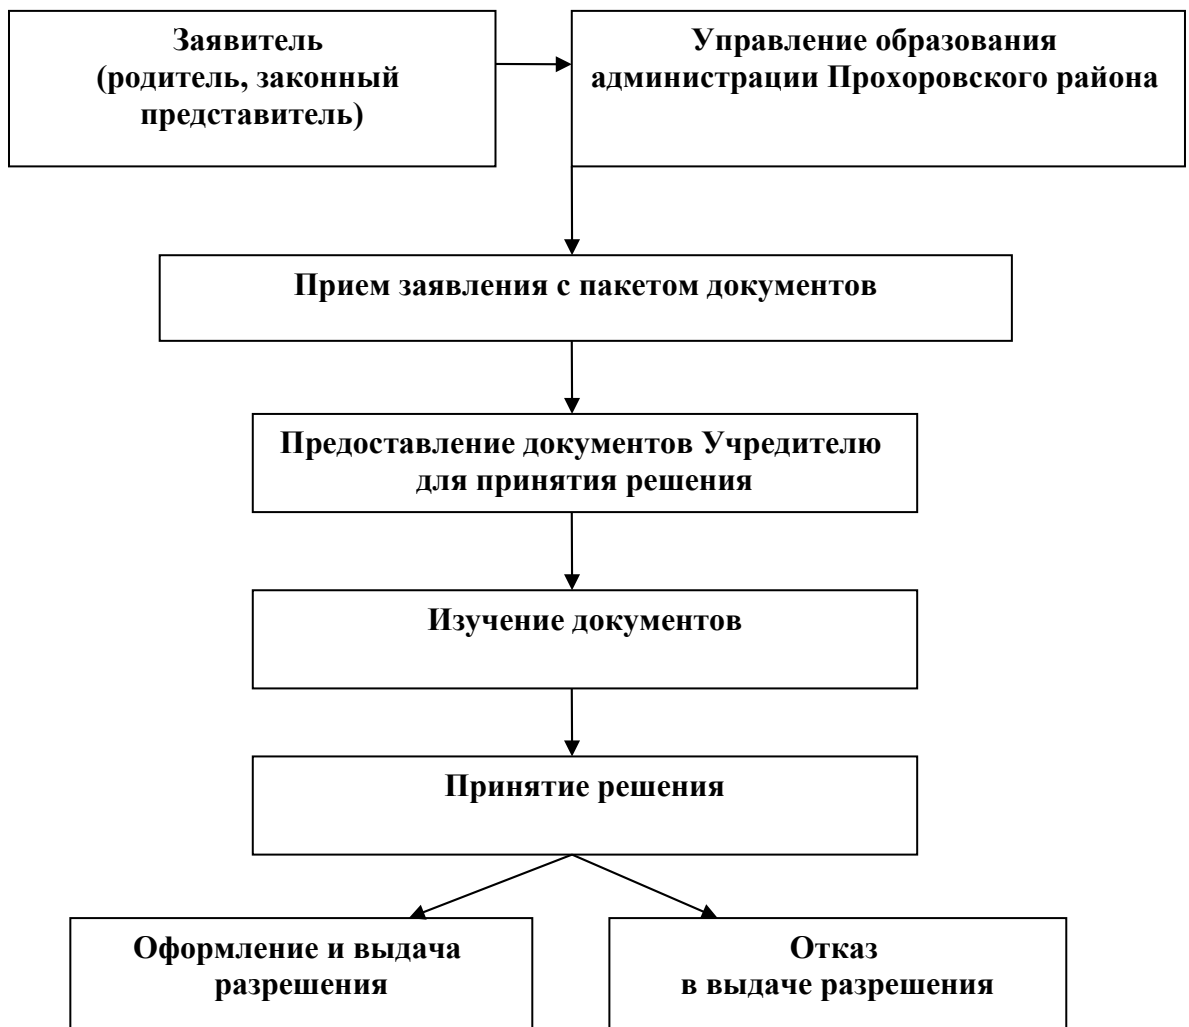 Заявитель
(родитель, законный
представитель)
Управление образования
администрации Прохоровского района
Прием заявления с пакетом документов
Предоставление документов Учредителю
для принятия решения
Изучение документов
Принятие решения
Оформление и выдача
разрешения
Отказ
в выдаче разрешения